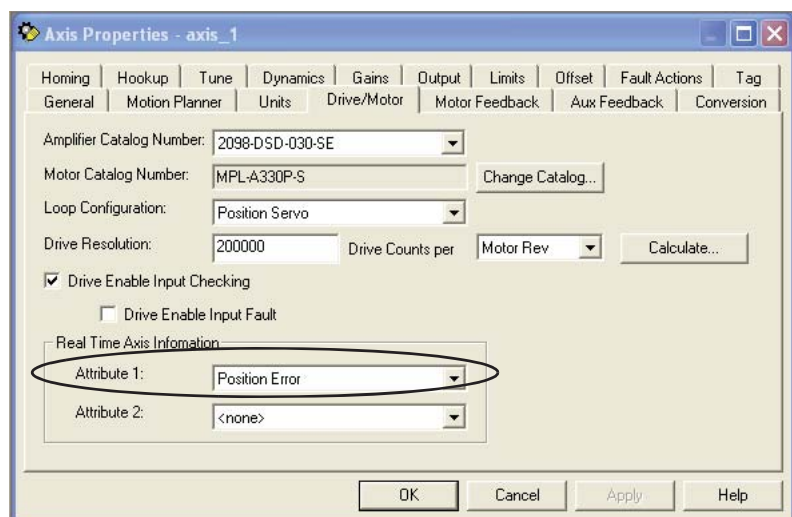 Axis Properties - axis_1
Homing Hookup Tune Dynamics Gains Output Limits Offset Fault Actions Tag
General Motion Planner Units Drive/Motor Motor Feedback Aux Feedback Conversion
Amplifier Catalog Number: 2098-DSD-030-SE
Motor Catalog Number: MPL-A330P-S Change Catalog...
Loop Configuration: Position Servo
Drive Resolution: 200000 Drive Counts per Motor Rev Calculate...
Drive Enable Input Checking
Drive Enable Input Fault
Real Time Axis Infomation
Attribute 1: Position Error
Attribute 2: <none>
OK Cancel Apply Help